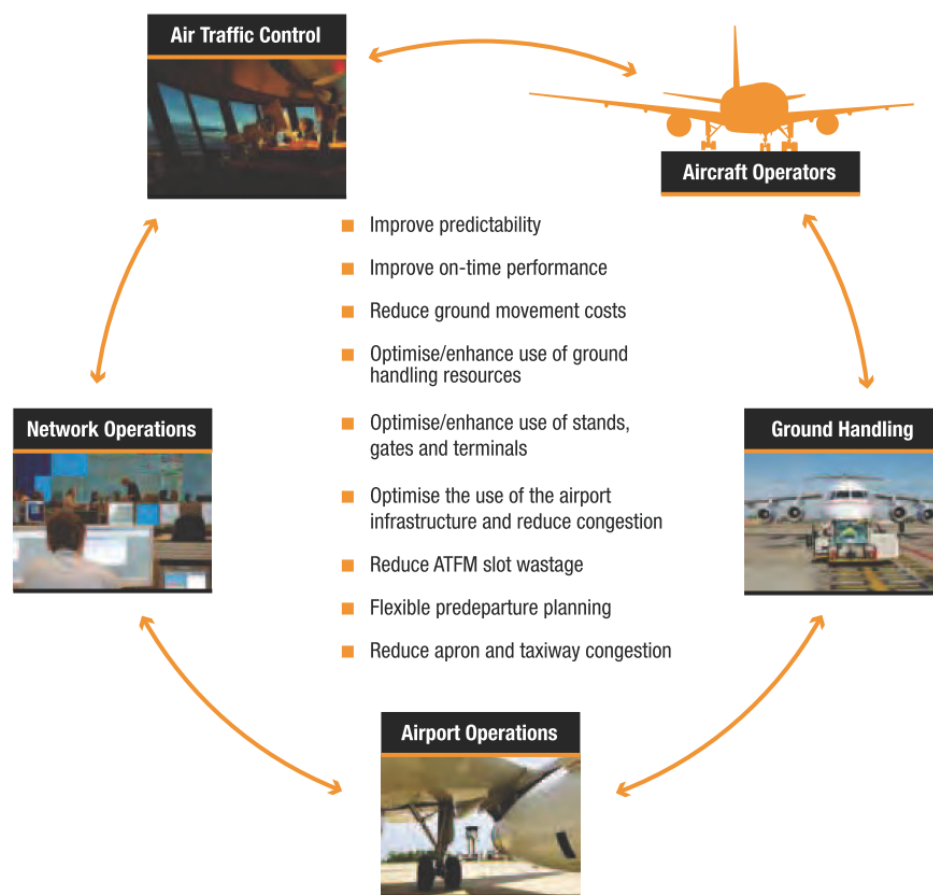 Air Traffic Control
Aircraft Operators
Improve predictability
Improve on-time performance
Reduce ground movement costs
Optimise/enhance use of ground
handling resources
Optimise/enhance use of stands,
gates and terminals
Optimise the use of the airport
infrastructure and reduce congestion
Reduce ATFM slot wastage
Flexible predeparture planning
Reduce apron and taxiway congestion
Network Operations
Ground Handling
Airport Operations